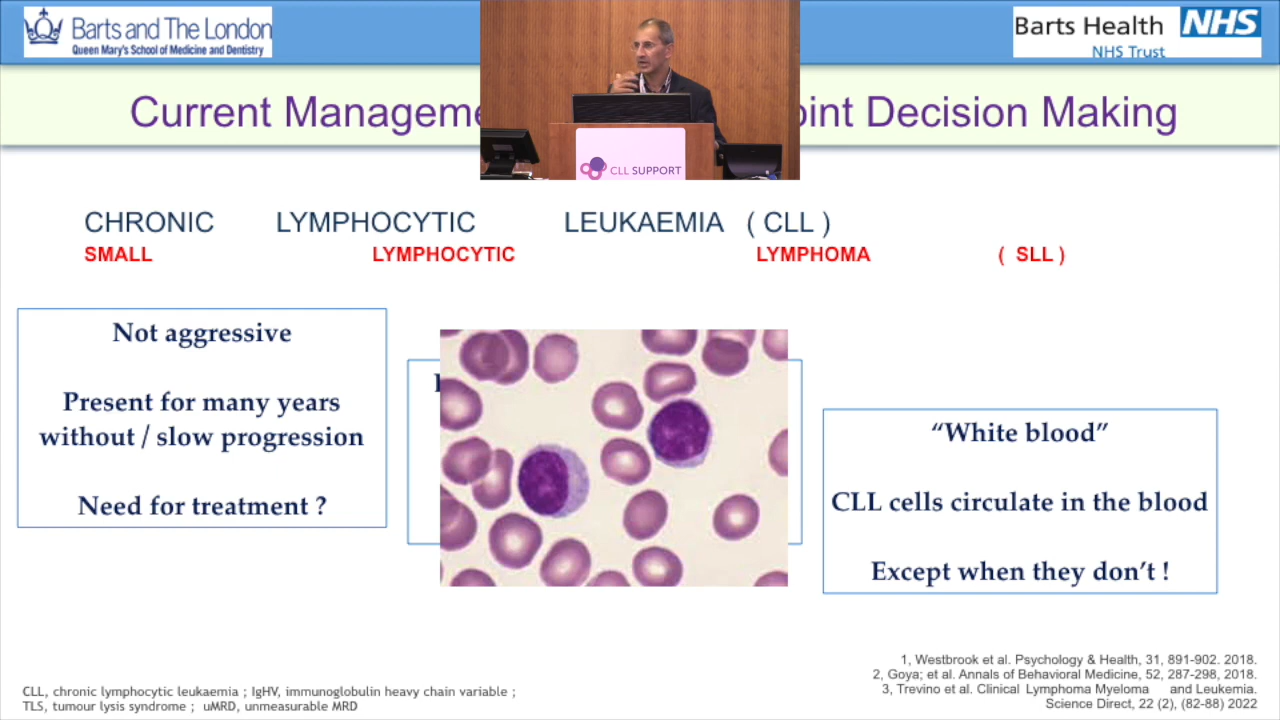 Barts and The London
Queen Mary's School of Medicine and Dentistry
Barts Health NHS
NHS Trust
Current Manageme
oint Decision Making
CLL SUPPORT
CHRONIC LYMPHOCYTIC LEUKAEMIA ( CLL )
SMALL LYMPHOCYTIC LYMPHOMA ( SLL )
Not aggressive
Present for many years
without / slow progression
Need for treatment ?
“White blood”
CLL cells circulate in the blood
Except when they don’t !
1, Westbrook et al. Psychology & Health, 31, 891-902. 2018.
2, Goya; et al. Annals of Behavioral Medicine, 52, 287-298, 2018.
3, Trevino et al. Clinical Lymphoma Myeloma and Leukemia.
Science Direct, 22 (2), (82-88) 2022
CLL, chronic lymphocytic leukaemia ; IgHV, immunoglobulin heavy chain variable ;
TLS, tumour lysis syndrome ; uMRD, unmeasurable MRD